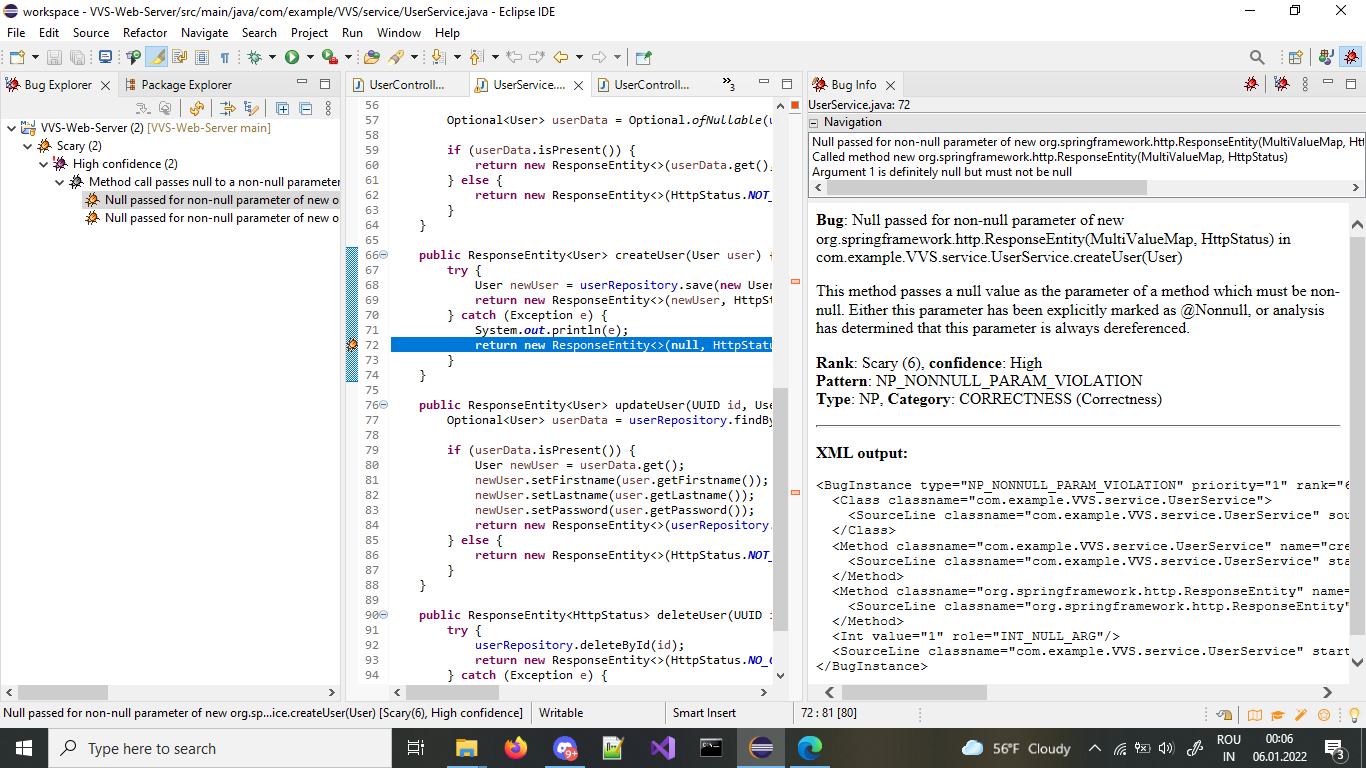 workspace - VVS-Web-Server/src/main/java/com/example/VVS/service/UserService.java - Eclipse IDE
File Edit Source Refactor Navigate Search Project Run Window Help
Bug Explorer
Package Explorer
VVS-Web-Server (2) [VVS-Web-Server main]
Scary (2)
High confidence (2)
Method call passes null to a non-null parameter
Null passed for non-null parameter of new o
Null passed for non-null parameter of new o
UserControll...
UserService....
UserControll...
»3
56
57 Optional<User> userData = Optional.ofNullable(u
58
59 if (userData.isPresent()) {
60 return new ResponseEntity<>(userData.get(),
61 } else {
62 return new ResponseEntity<>(HttpStatus.NOT_
63 }
64 }
65
66 public ResponseEntity<User> createUser(User user) {
67 try {
68 User newUser = userRepository.save(new User
69 return new ResponseEntity<>(newUser, HttpSt
70 } catch (Exception e) {
71 System.out.println(e);
72 return new ResponseEntity<>(null, HttpStatu
73 }
74 }
75
76 public ResponseEntity<User> updateUser(UUID id, Use
77 Optional<User> userData = userRepository.findBy
78
79 if (userData.isPresent()) {
80 User newUser = userData.get();
81 newUser.setFirstname(user.getFirstname());
82 newUser.setLastname(user.getLastname());
83 newUser.setPassword(user.getPassword());
84 return new ResponseEntity<>(userRepository.
85 } else {
86 return new ResponseEntity<>(HttpStatus.NOT_
87 }
88 }
89
90 public ResponseEntity<HttpStatus> deleteUser(UUID i
91 try {
92 userRepository.deleteById(id);
93 return new ResponseEntity<>(HttpStatus.NO_C
94 } catch (Exception e) {
Bug Info
UserService.java: 72
Navigation
Null passed for non-null parameter of new org.springframework.http.ResponseEntity(MultiValueMap, Htt
Called method new org.springframework.http.ResponseEntity(MultiValueMap, HttpStatus)
Argument 1 is definitely null but must not be null
Bug: Null passed for non-null parameter of new
org.springframework.http.ResponseEntity(MultiValueMap, HttpStatus) in
com.example.VVS.service.UserService.createUser(User)
This method passes a null value as the parameter of a method which must be non-
null. Either this parameter has been explicitly marked as @Nonnull, or analysis
has determined that this parameter is always dereferenced.
Rank: Scary (6), confidence: High
Pattern: NP_NONNULL_PARAM_VIOLATION
Type: NP, Category: CORRECTNESS (Correctness)
XML output:
<BugInstance type="NP_NONNULL_PARAM_VIOLATION" priority="1" rank="6
<Class classname="com.example.VVS.service.UserService">
<SourceLine classname="com.example.VVS.service.UserService" sou
</Class>
<Method classname="com.example.VVS.service.UserService" name="cre
<SourceLine classname="com.example.VVS.service.UserService" sta
</Method>
<Method classname="org.springframework.http.ResponseEntity" name=
<SourceLine classname="org.springframework.http.ResponseEntity"
</Method>
<Int value="1" role="INT_NULL_ARG"/>
<SourceLine classname="com.example.VVS.service.UserService" start
</BugInstance>
Null passed for non-null parameter of new org.sp...ice.createUser(User) [Scary(6), High confidence]
Writable
Smart Insert
72 : 81 [80]
Type here to search
9+
56°F Cloudy
ROU
IN
00:06
06.01.2022
3